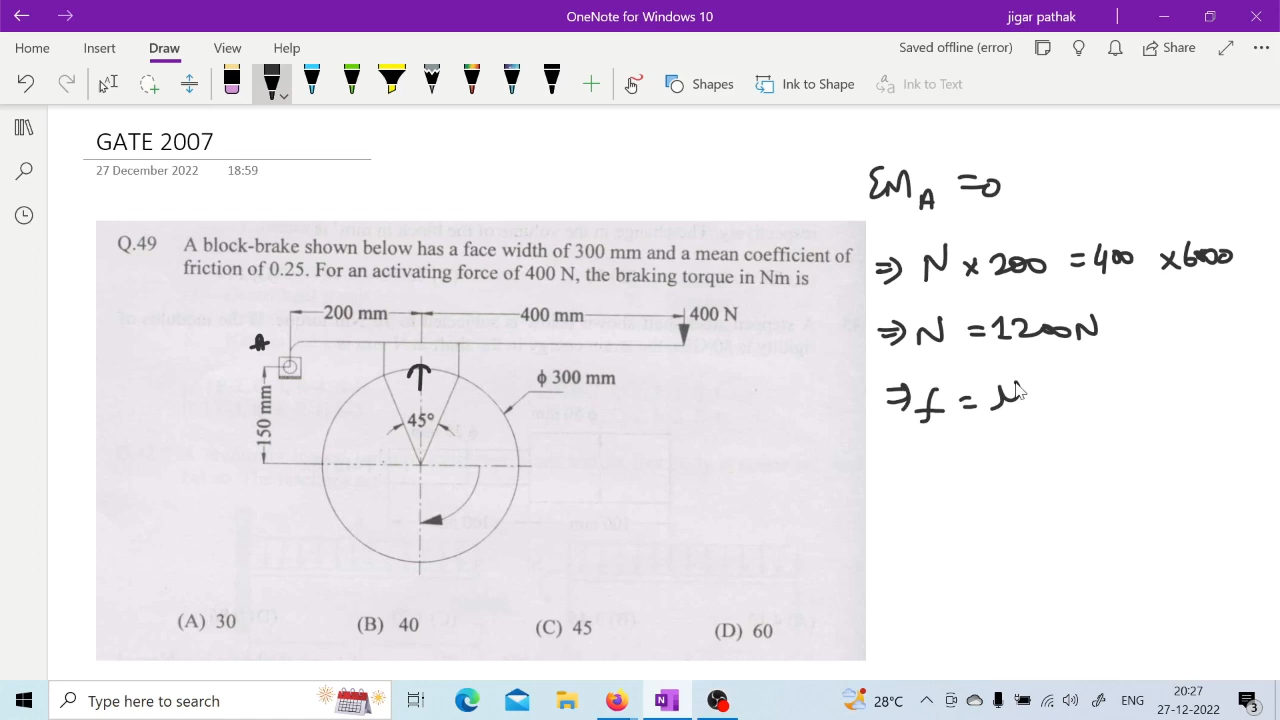 OneNote for Windows 10
jigar pathak
Home Insert Draw View Help
Saved offline (error)
Share
Shapes
Ink to Shape
Ink to Text
GATE 2007
27 December 2022 18:59
Q.49 A block-brake shown below has a face width of 300 mm and a mean coefficient of
friction of 0.25. For an activating force of 400 N, the braking torque in Nm is
200 mm 400 mm 400 N
A
ϕ 300 mm
150 mm
45°
(A) 30 (B) 40 (C) 45 (D) 60
ΣM_A = 0
⇒ N × 200 = 400 × 600
⇒ N = 1200N
⇒ f = μ
Type here to search
28°C
ENG
20:27
27-12-2022
3